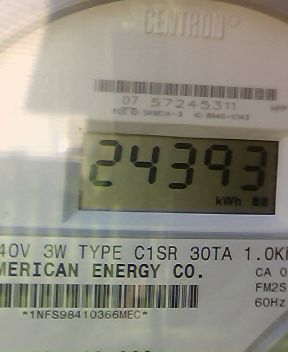 CENTRON®
07 57245311
24393
kWh
40V 3W TYPE C1SR 30TA 1.0K
MERICAN ENERGY CO.
CA 0
FM2S
60Hz
*1NFS98410366MEC*